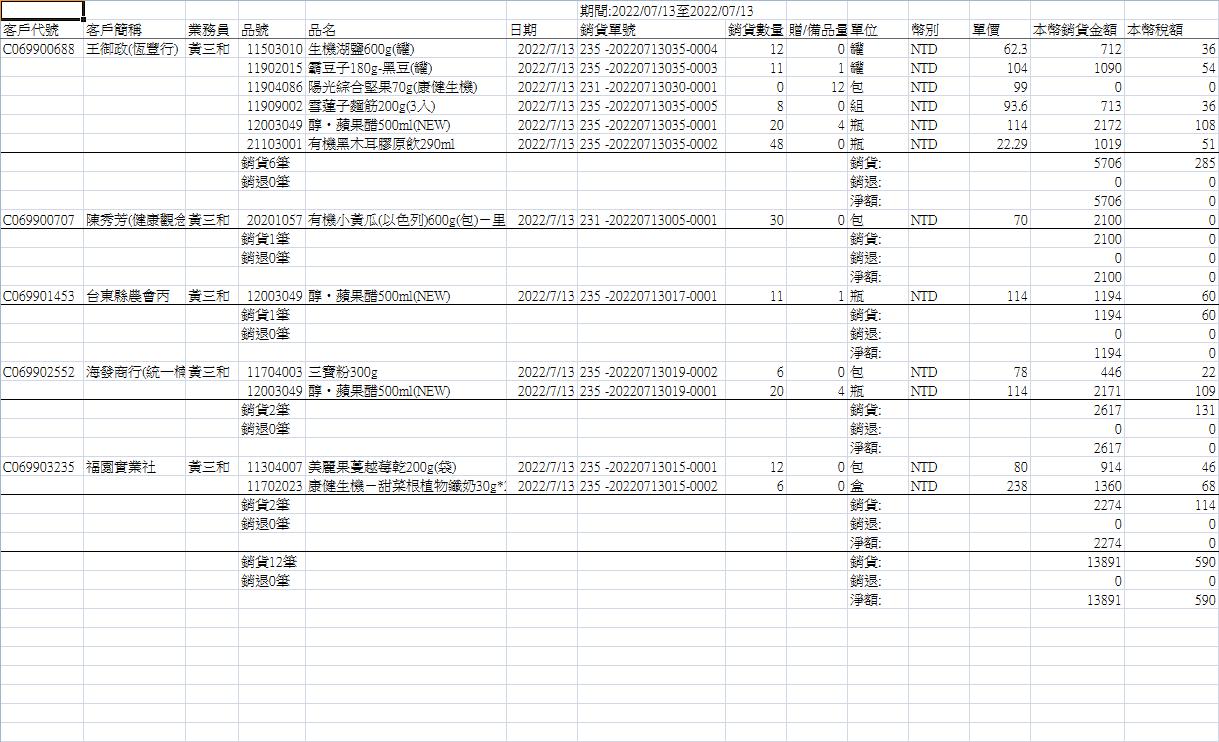 期間:2022/07/13至2022/07/13
客戶代號 客戶簡稱 業務員 品號 品名 日期 銷貨單號 銷貨數量 贈/備品量 單位 幣別 單價 本幣銷貨金額 本幣稅額
C069900688 王御政(恆豐行) 黃三和 11503010 生機湖鹽600g(罐) 2022/7/13 235 -20220713035-0004 12 0 罐 NTD 62.3 712 36
11902015 霸豆子180g-黑豆(罐) 2022/7/13 235 -20220713035-0003 11 1 罐 NTD 104 1090 54
11904086 陽光綜合堅果70g(康健生機) 2022/7/13 231 -20220713030-0001 0 12 包 NTD 99 0 0
11909002 雪蓮子麵筋200g(3入) 2022/7/13 235 -20220713035-0005 8 0 組 NTD 93.6 713 36
12003049 醇‧蘋果醋500ml(NEW) 2022/7/13 235 -20220713035-0001 20 4 瓶 NTD 114 2172 108
21103001 有機黑木耳膠原飲290ml 2022/7/13 235 -20220713035-0002 48 0 瓶 NTD 22.29 1019 51
銷貨6筆 銷貨: 5706 285
銷退0筆 銷退: 0 0
淨額: 5706 0
C069900707 陳秀芳(健康觀念 黃三和 20201057 有機小黃瓜(以色列)600g(包)－里 2022/7/13 231 -20220713005-0001 30 0 包 NTD 70 2100 0
銷貨1筆 銷貨: 2100 0
銷退0筆 銷退: 0 0
淨額: 2100 0
C069901453 台東縣農會丙 黃三和 12003049 醇‧蘋果醋500ml(NEW) 2022/7/13 235 -20220713017-0001 11 1 瓶 NTD 114 1194 60
銷貨1筆 銷貨: 1194 60
銷退0筆 銷退: 0 0
淨額: 1194 0
C069902552 海發商行(統一 黃三和 11704003 三寶粉300g 2022/7/13 235 -20220713019-0002 6 0 包 NTD 78 446 22
12003049 醇‧蘋果醋500ml(NEW) 2022/7/13 235 -20220713019-0001 20 4 瓶 NTD 114 2171 109
銷貨2筆 銷貨: 2617 131
銷退0筆 銷退: 0 0
淨額: 2617 0
C069903235 福園實業社 黃三和 11304007 美麗果蔓越莓乾200g(袋) 2022/7/13 235 -20220713015-0001 12 0 包 NTD 80 914 46
11702023 康健生機－甜菜根植物纖奶30g* 2022/7/13 235 -20220713015-0002 6 0 盒 NTD 238 1360 68
銷貨2筆 銷貨: 2274 114
銷退0筆 銷退: 0 0
淨額: 2274 0
銷貨12筆 銷貨: 13891 590
銷退0筆 銷退: 0 0
淨額: 13891 590